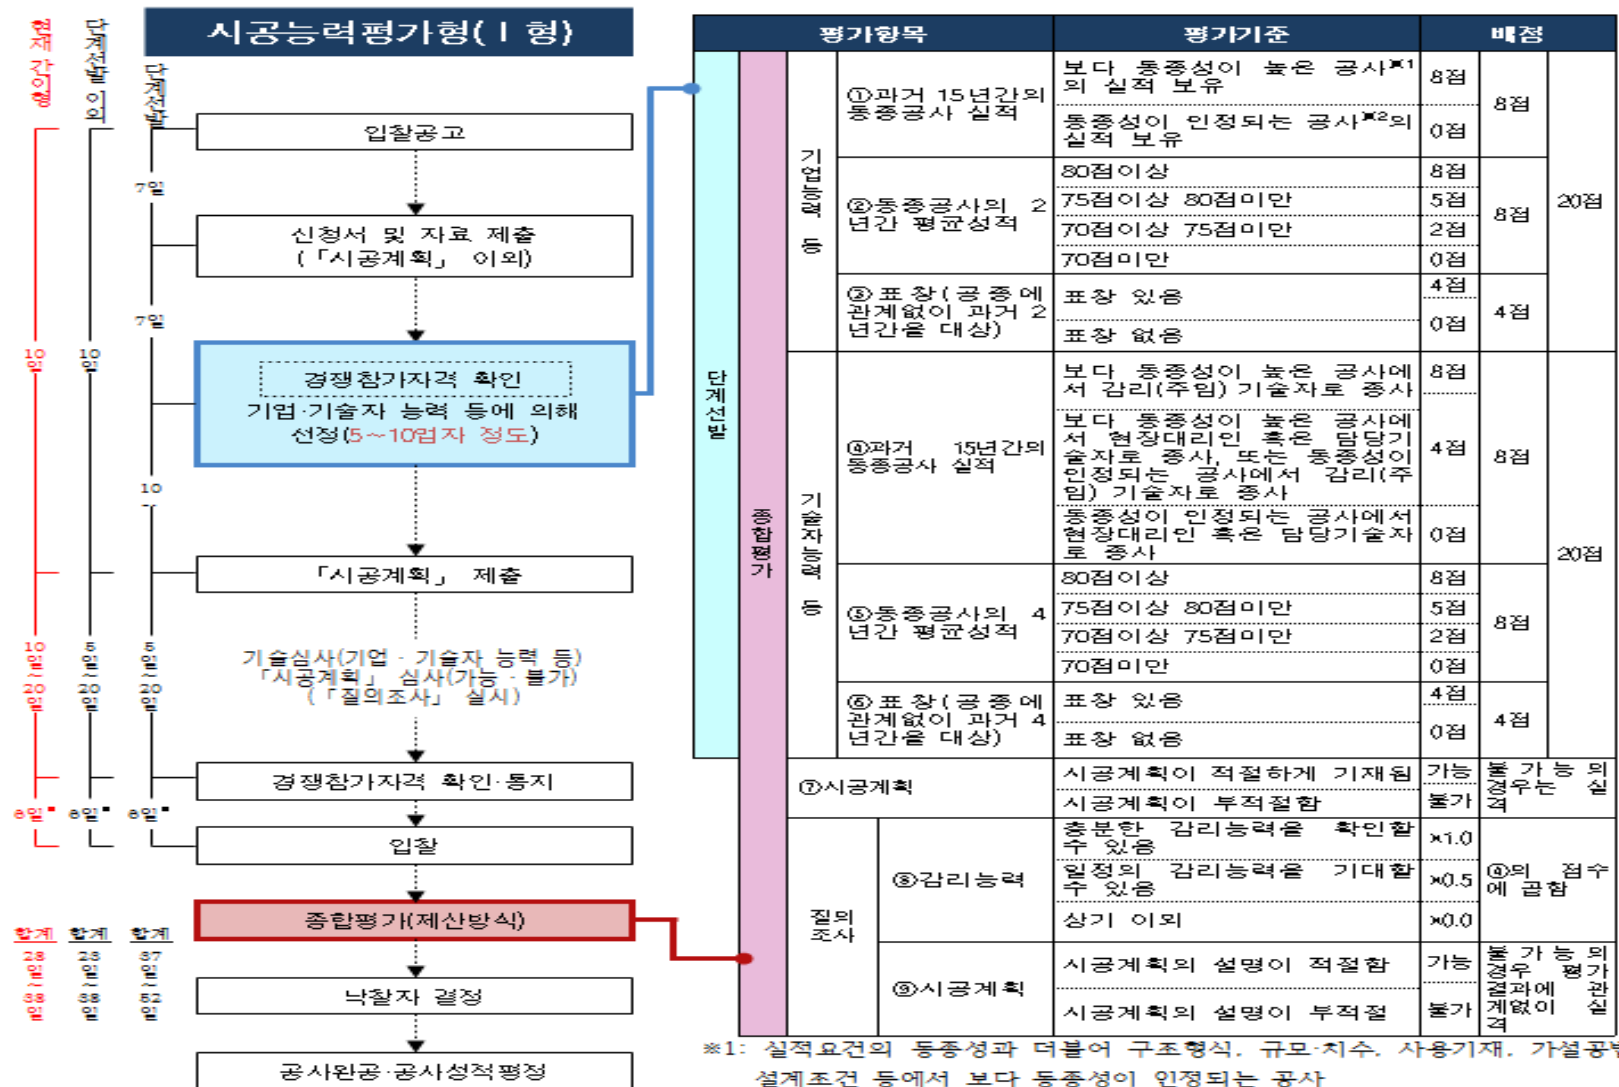 시공능력평가형(Ⅰ형)
현재 간이형
단계선발 이외
단계선발
입찰공고
7일
신청서 및 자료 제출
(「시공계획」 이외)
7일
10일
10일
경쟁참가자격 확인
기업·기술자 능력 등에 의해
선정(5~10업자 정도)
10
~
「시공계획」 제출
10일~20일
5일~20일
5일~20일
기술심사(기업·기술자 능력 등)
「시공계획」 심사(가능·불가)
(「질의조사」 실시)
경쟁참가자격 확인·통지
6일*
6일*
6일*
입찰
종합평가(제산방식)
낙찰자 결정
공사완공·공사성적평정
합계
28일~38일
합계
23일~38일
합계
37일~52일
평가항목
평가기준
배점
단계선발
종합평가
기업능력 등
①과거 15년간의
동종공사 실적
보다 동종성이 높은 공사※1
의 실적 보유
8점
동종성이 인정되는 공사※2의
실적 보유
0점
8점
②동종공사의 2
년간 평균성적
80점이상
8점
75점이상 80점미만
5점
70점이상 75점미만
2점
70점미만
0점
8점
③표창(공종에
관계없이 과거 2
년간을 대상)
표창 있음
4점
표창 없음
0점
4점
20점
기술자능력 등
④과거 15년간의
동종공사 실적
보다 동종성이 높은 공사에
서 감리(주임) 기술자로 종사
8점
보다 동종성이 높은 공사에
서 현장대리인 혹은 담당기
술자로 종사, 또는 동종성이
인정되는 공사에서 감리(주
임) 기술자로 종사
4점
동종성이 인정되는 공사에서
현장대리인 혹은 담당기술자
로 종사
0점
8점
⑤동종공사의 4
년간 평균성적
80점이상
8점
75점이상 80점미만
5점
70점이상 75점미만
2점
70점미만
0점
8점
⑥표창(공종에
관계없이 과거 4
년간을 대상)
표창 있음
4점
표창 없음
0점
4점
20점
⑦시공계획
시공계획이 적절하게 기재됨
가능
시공계획이 부적절함
불가
불가능의
경우는 실
격
질의
조사
⑧감리능력
충분한 감리능력을 확인할
수 있음
×1.0
일정의 감리능력을 기대할
수 있음
×0.5
상기 이외
×0.0
④의 점수
에 곱함
⑨시공계획
시공계획의 설명이 적절함
가능
시공계획의 설명이 부적절
불가
불가능의
경우 평가
결과에 관
계없이 실
격
※1: 실적요건의 동종성과 더불어 구조형식, 규모·치수, 사용기재, 가설공법
설계조건 등에서 보다 동종성이 인정되는 공사